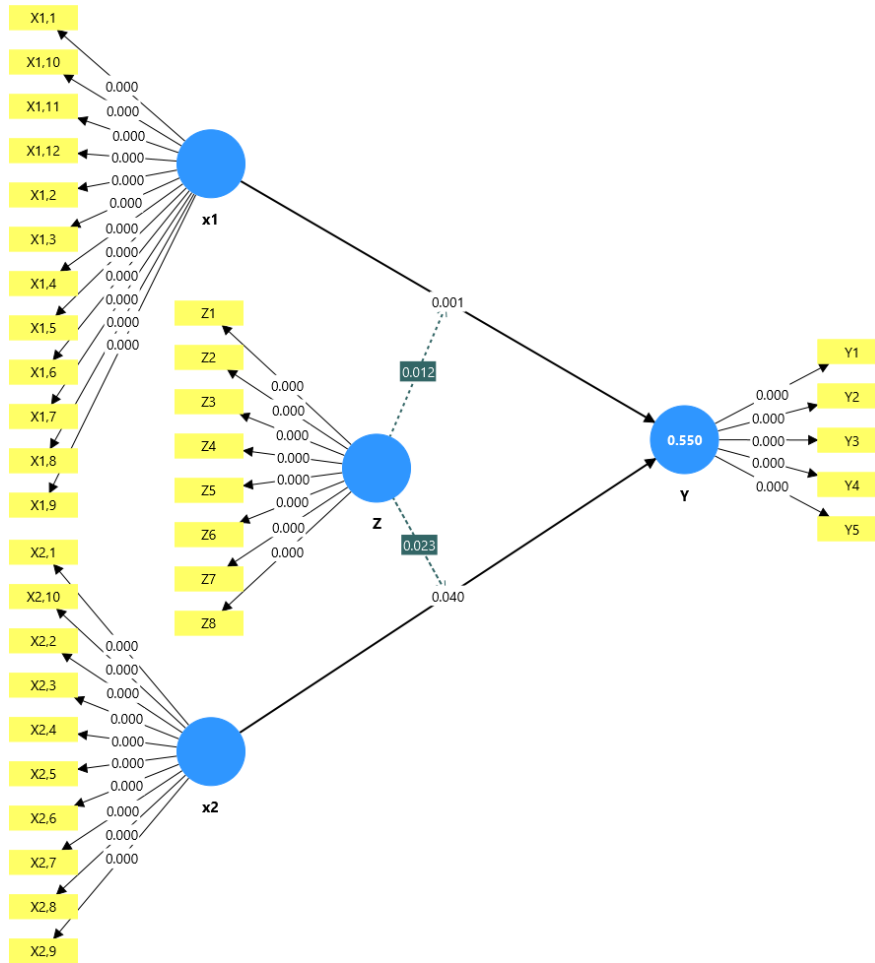 X1,1
X1,10
X1,11
X1,12
X1,2
X1,3
X1,4
X1,5
X1,6
X1,7
X1,8
X1,9
0.000
0.000
0.000
0.000
0.000
0.000
0.000
0.000
0.000
0.000
0.000
0.000
x1
Z1
Z2
Z3
Z4
Z5
Z6
Z7
Z8
0.000
0.000
0.000
0.000
0.000
0.000
0.000
0.000
Z
0.001
0.012
0.023
0.040
X2,1
X2,10
X2,2
X2,3
X2,4
X2,5
X2,6
X2,7
X2,8
X2,9
0.000
0.000
0.000
0.000
0.000
0.000
0.000
0.000
0.000
0.000
x2
0.550
Y
0.000
0.000
0.000
0.000
0.000
Y1
Y2
Y3
Y4
Y5